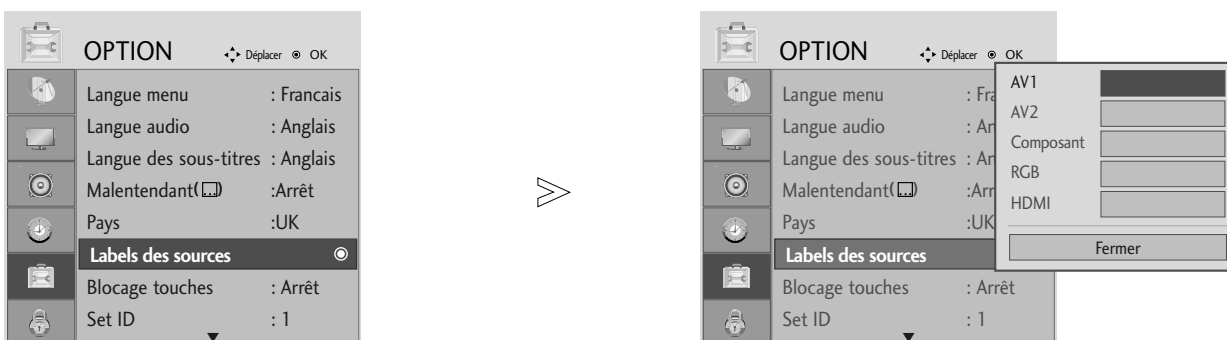 OPTION Déplacer OK
Langue menu : Francais
Langue audio : Anglais
Langue des sous-titres : Anglais
Malentendant( ) :Arrêt
Pays :UK
Labels des sources
Blocage touches : Arrêt
Set ID : 1
OPTION Déplacer OK
Langue menu : Fra
Langue audio : An
Langue des sous-titres : An
Malentendant( ) :Arr
Pays :UK
Labels des sources
Blocage touches : Arrêt
Set ID : 1
AV1
AV2
Composant
RGB
HDMI
Fermer